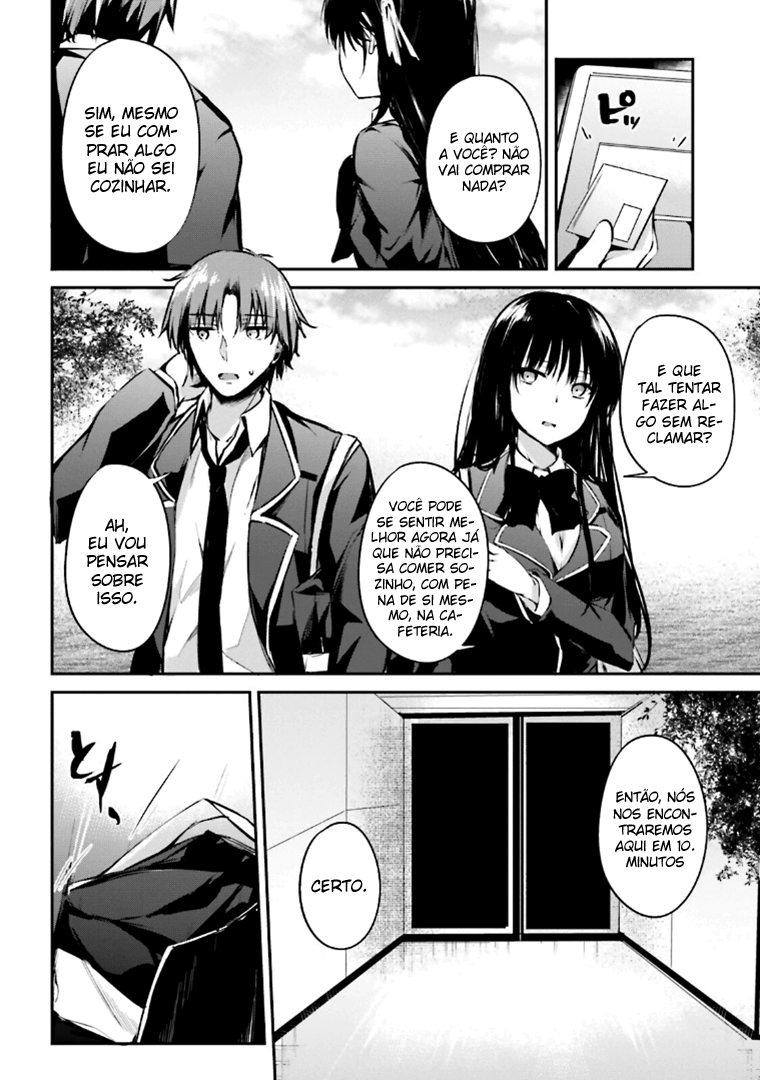 ピッ
E QUANTO
A VOCÊ? NÃO
VAI COMPRAR
NADA?
SIM, MESMO
SE EU COM-
PRAR ALGO
EU NÃO SEI
COZINHAR.
E QUE
TAL TENTAR
FAZER AL-
GO SEM RE-
CLAMAR?
VOCÊ PODE
SE SENTIR ME-
LHOR AGORA JÁ
QUE NÃO PRECI-
SA COMER SO-
ZINHO, COM PE-
NA DE SI MES-
MO, NA CA-
FETERIA.
AH,
EU VOU
PENSAR
SOBRE
ISSO.
ENTÃO, NÓS
NOS ENCON-
TRAREMOS
AQUI EM 10.
MINUTOS
CERTO.
とん